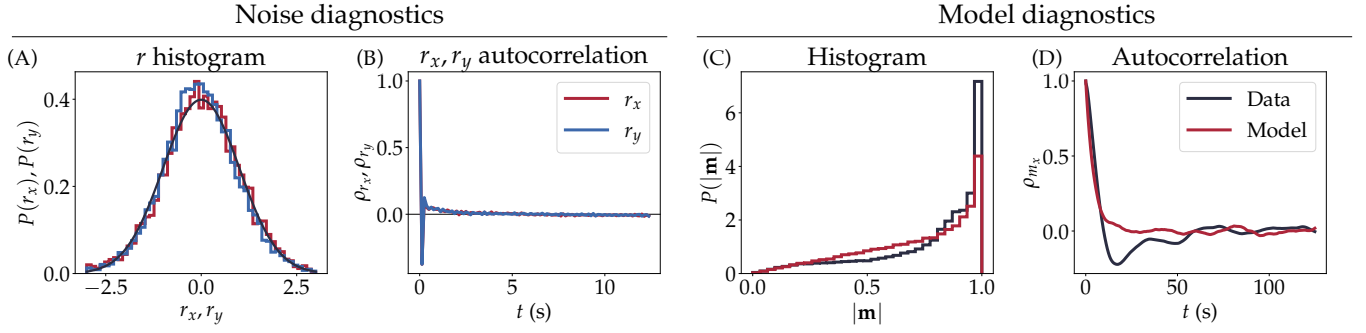 Noise diagnostics
Model diagnostics
(A)
r histogram
P(r_x), P(r_y)
0.4
0.2
0.0
−2.5
0.0
2.5
r_x, r_y
(B)
r_x, r_y autocorrelation
ρ_{r_x}, ρ_{r_y}
1.0
0.5
0.0
0
5
10
t (s)
r_x
r_y
(C)
Histogram
P(|m|)
6
4
2
0
0.0
0.5
1.0
|m|
(D)
Autocorrelation
ρ_{m_x}
1.0
0.5
0.0
0
50
100
t (s)
Data
Model